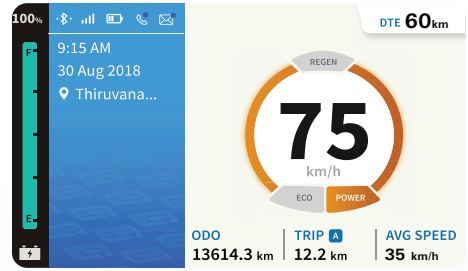 100%
F
E
9:15 AM
30 Aug 2018
Thiruvana...
DTE 60km
REGEN
75
km/h
ECO
POWER
ODO
13614.3 km
TRIP A
12.2 km
AVG SPEED
35 km/h